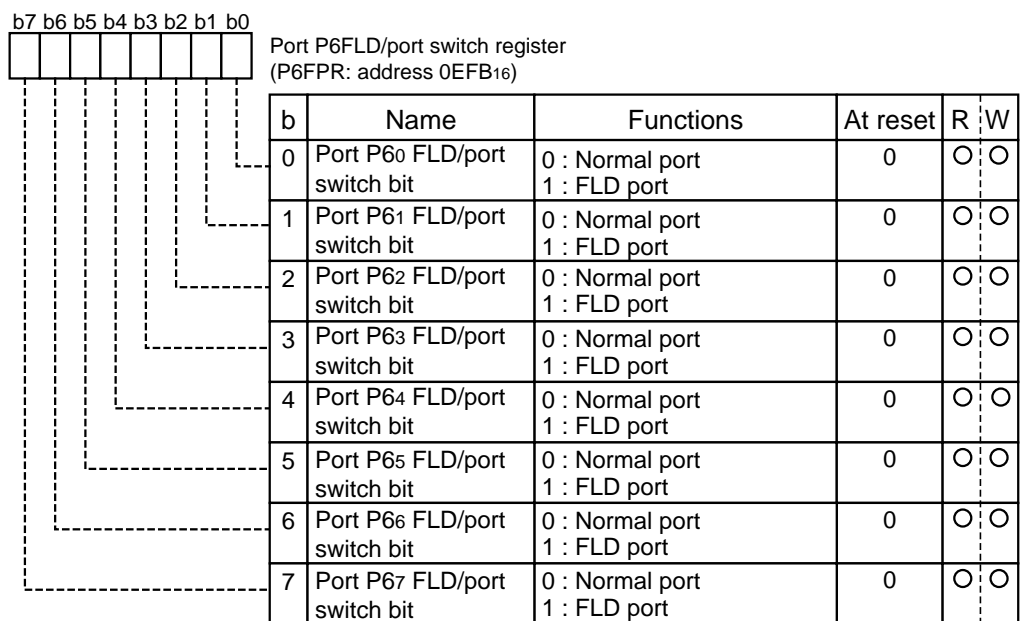 b7 b6 b5 b4 b3 b2 b1 b0
Port P6FLD/port switch register
(P6FPR: address 0EFB16)
b Name Functions At reset R W
0 Port P60 FLD/port switch bit 0 : Normal port 0 ○ ○
1 : FLD port
1 Port P61 FLD/port switch bit 0 : Normal port 0 ○ ○
1 : FLD port
2 Port P62 FLD/port switch bit 0 : Normal port 0 ○ ○
1 : FLD port
3 Port P63 FLD/port switch bit 0 : Normal port 0 ○ ○
1 : FLD port
4 Port P64 FLD/port switch bit 0 : Normal port 0 ○ ○
1 : FLD port
5 Port P65 FLD/port switch bit 0 : Normal port 0 ○ ○
1 : FLD port
6 Port P66 FLD/port switch bit 0 : Normal port 0 ○ ○
1 : FLD port
7 Port P67 FLD/port switch bit 0 : Normal port 0 ○ ○
1 : FLD port